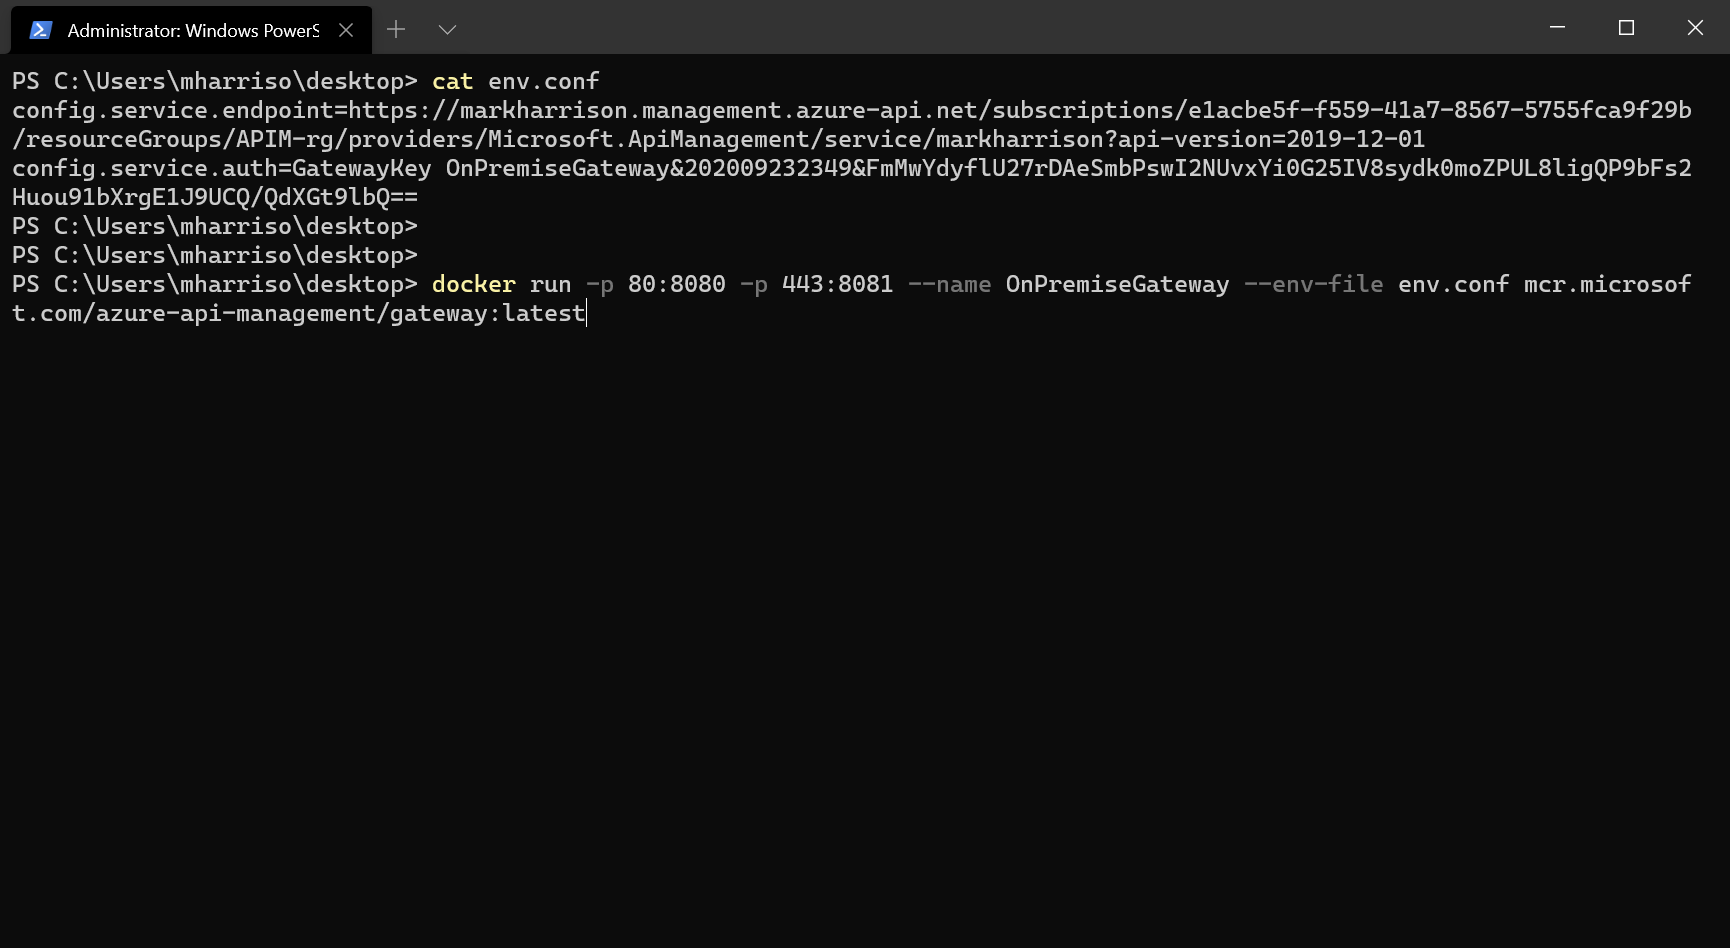 Administrator: Windows PowerS
PS C:\Users\mharriso\desktop> cat env.conf
config.service.endpoint=https://markharrison.management.azure-api.net/subscriptions/e1acbe5f-f559-41a7-8567-5755fca9f29b
/resourceGroups/APIM-rg/providers/Microsoft.ApiManagement/service/markharrison?api-version=2019-12-01
config.service.auth=GatewayKey OnPremiseGateway&202009232349&FmMwYdyflU27rDAeSmbPswI2NUvxYi0G25IV8sydk0moZPUL8ligQP9bFs2
Huou91bXrgE1J9UCQ/QdXGt9lbQ==
PS C:\Users\mharriso\desktop>
PS C:\Users\mharriso\desktop>
PS C:\Users\mharriso\desktop> docker run -p 80:8080 -p 443:8081 --name OnPremiseGateway --env-file env.conf mcr.microsof
t.com/azure-api-management/gateway:latest